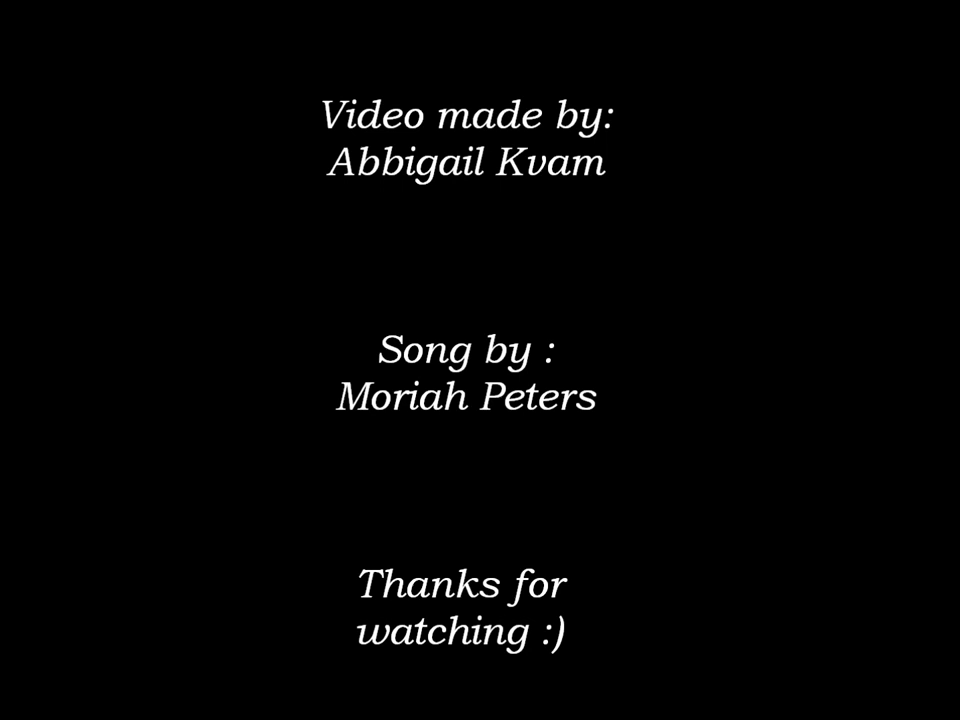 Video made by:
Abbigail Kvam
Song by :
Moriah Peters
Thanks for
watching :)